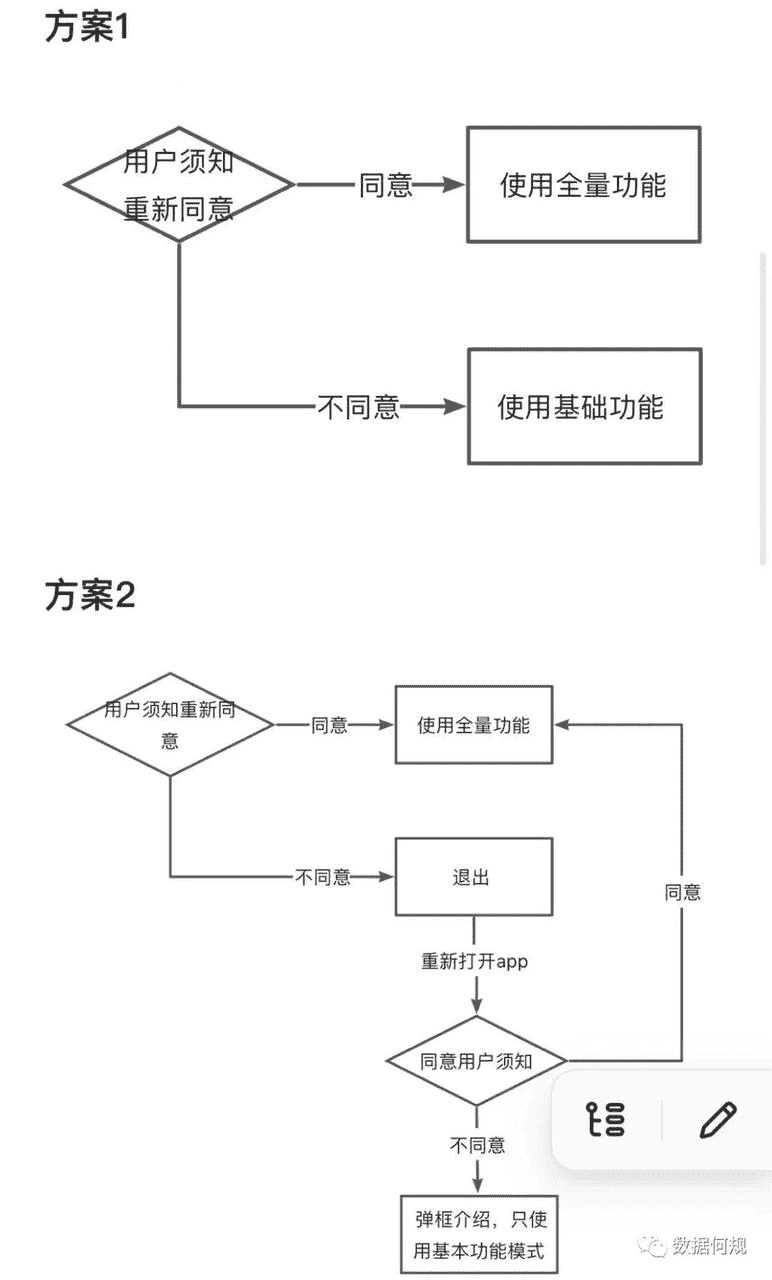 方案1
用户须知
重新同意
同意
使用全量功能
不同意
使用基础功能
方案2
用户须知重新同
意
同意
使用全量功能
不同意
退出
同意
重新打开app
同意用户须知
不同意
弹框介绍，只使
用基本功能模式
数据何规